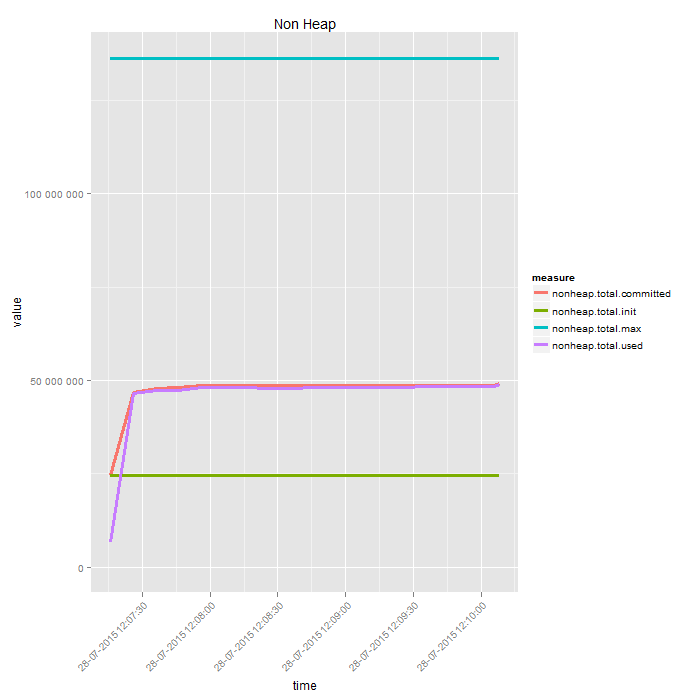 Non Heap
100 000 000
50 000 000
0
value
28-07-2015 12:07:30
28-07-2015 12:08:00
28-07-2015 12:08:30
28-07-2015 12:09:00
28-07-2015 12:09:30
28-07-2015 12:10:00
time
measure
nonheap.total.committed
nonheap.total.init
nonheap.total.max
nonheap.total.used